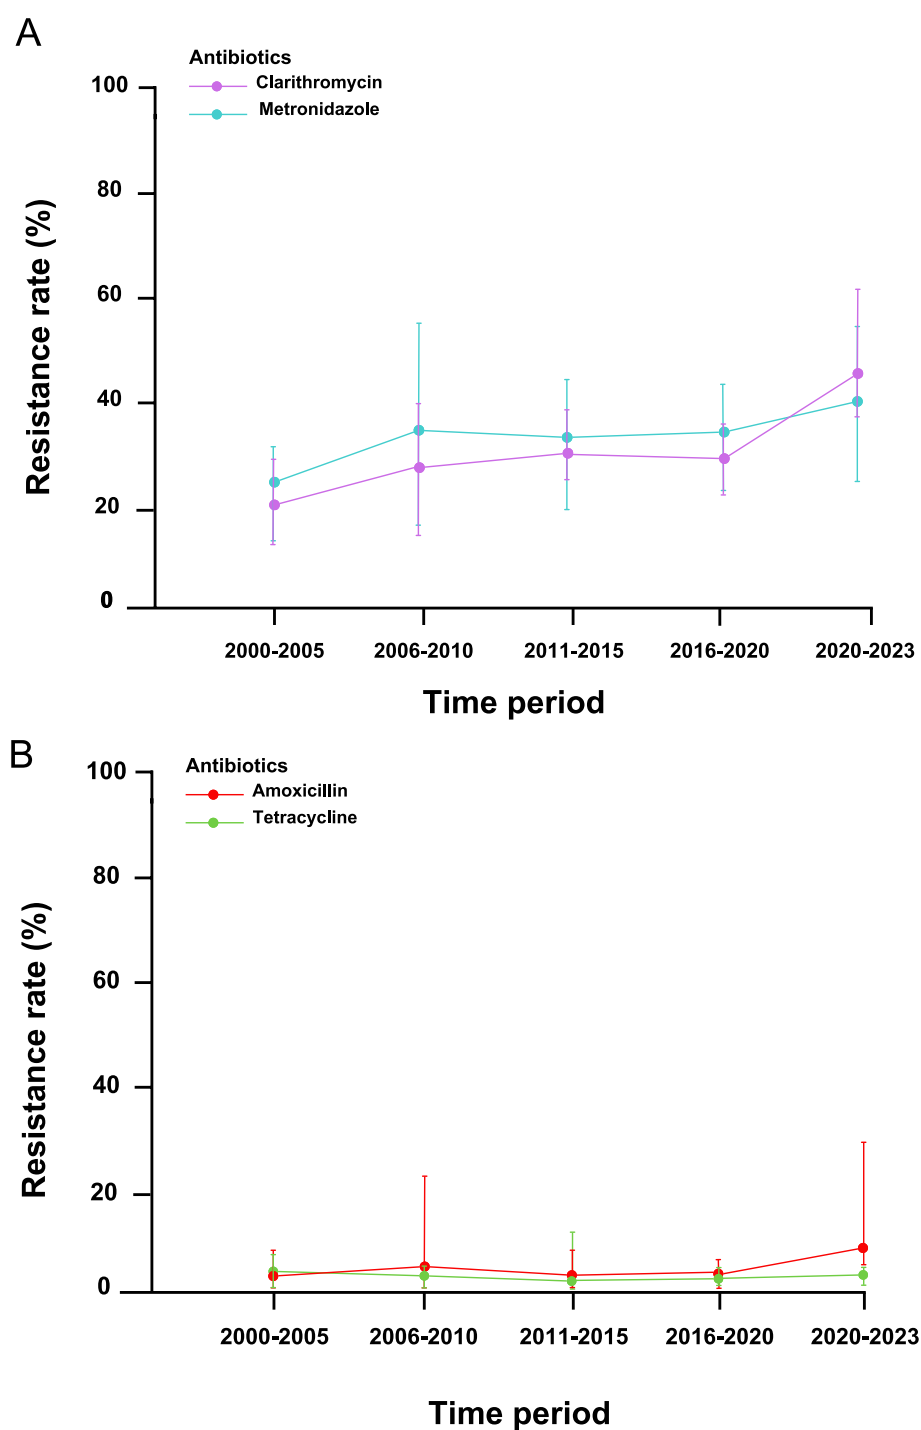 A
Antibiotics
Clarithromycin
Metronidazole
100
80
60
40
20
0
Resistance rate (%)
2000-2005 2006-2010 2011-2015 2016-2020 2020-2023
Time period
B
Antibiotics
Amoxicillin
Tetracycline
100
80
60
40
20
0
Resistance rate (%)
2000-2005 2006-2010 2011-2015 2016-2020 2020-2023
Time period